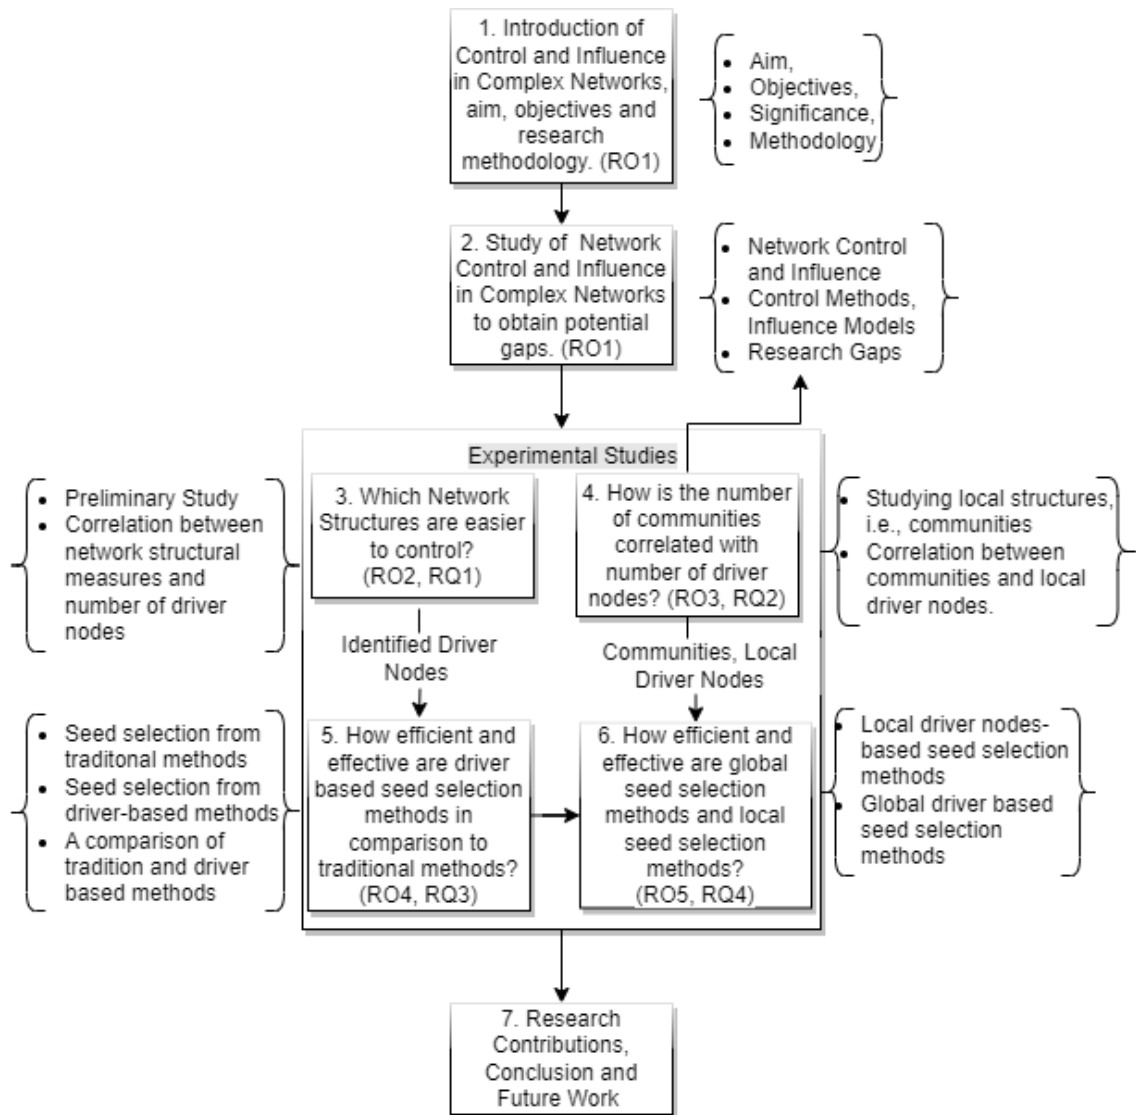 1. Introduction of
Control and Influence
in Complex Networks,
aim, objectives and
research
methodology. (RO1)
• Aim,
• Objectives,
• Significance,
• Methodology
2. Study of Network
Control and Influence
in Complex Networks
to obtain potential
gaps. (RO1)
• Network Control
and Influence
• Control Methods,
Influence Models
• Research Gaps
Experimental Studies
• Preliminary Study
• Correlation between
network structural
measures and
number of driver
nodes
3. Which Network
Structures are easier
to control?
(RO2, RQ1)
4. How is the number
of communities
correlated with
number of driver
nodes? (RO3, RQ2)
• Studying local structures,
i.e., communities
• Correlation between
communities and local
driver nodes.
Identified Driver
Nodes
Communities, Local
Driver Nodes
• Seed selection from
traditonal methods
• Seed selection from
driver-based methods
• A comparison of
tradition and driver
based methods
5. How efficient and
effective are driver
based seed selection
methods in
comparison to
traditional methods?
(RO4, RQ3)
6. How efficient and
effective are global
seed selection
methods and local
seed selection
methods?
(RO5, RQ4)
• Local driver nodes-
based seed selection
methods
• Global driver based
seed selection
methods
7. Research
Contributions,
Conclusion and
Future Work